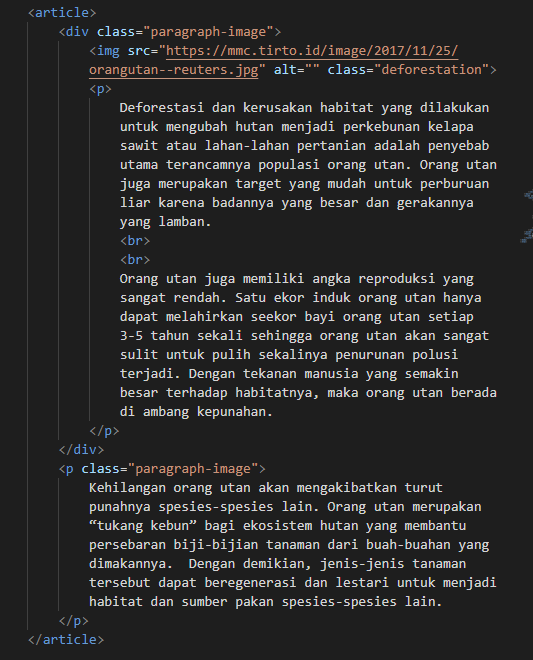 <article>
<div class="paragraph-image">
<img src="https://mmc.tirto.id/image/2017/11/25/
orangutan--reuters.jpg" alt="" class="deforestation">
<p>
Deforestasi dan kerusakan habitat yang dilakukan
untuk mengubah hutan menjadi perkebunan kelapa
sawit atau lahan-lahan pertanian adalah penyebab
utama terancamnya populasi orang utan. Orang utan
juga merupakan target yang mudah untuk perburuan
liar karena badannya yang besar dan gerakannya
yang lamban.
<br>
<br>
Orang utan juga memiliki angka reproduksi yang
sangat rendah. Satu ekor induk orang utan hanya
dapat melahirkan seekor bayi orang utan setiap
3-5 tahun sekali sehingga orang utan akan sangat
sulit untuk pulih sekalinya penurunan polusi
terjadi. Dengan tekanan manusia yang semakin
besar terhadap habitatnya, maka orang utan berada
di ambang kepunahan.
</p>
</div>
<p class="paragraph-image">
Kehilangan orang utan akan mengakibatkan turut
punahnya spesies-spesies lain. Orang utan merupakan
“tukang kebun” bagi ekosistem hutan yang membantu
persebaran biji-bijian tanaman dari buah-buahan yang
dimakannya.  Dengan demikian, jenis-jenis tanaman
tersebut dapat beregenerasi dan lestari untuk menjadi
habitat dan sumber pakan spesies-spesies lain.
</p>
</article>